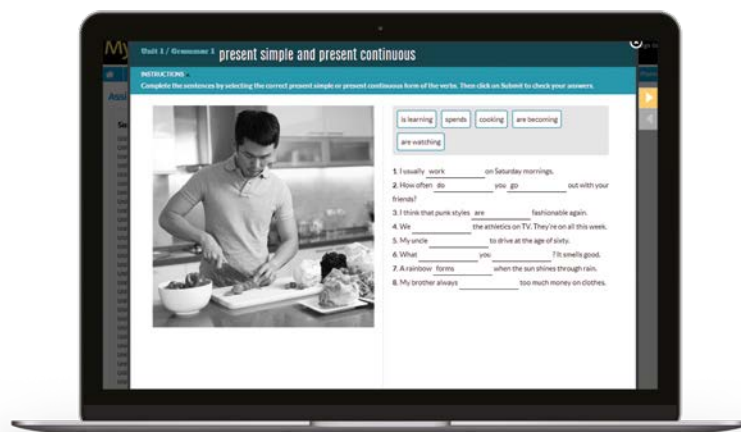 My
Unit 1 / Grammar 1 present simple and present continuous
INSTRUCTIONS
Complete the sentences by selecting the correct present simple or present continuous form of the verbs. Then click on Submit to check your answers.
Assi
is learning
spends
cooking
are becoming
are watching
1. I usually work on Saturday mornings.
2. How often do you go out with your
friends?
3. I think that punk styles are fashionable again.
4. We the athletics on TV. They're on all this week.
5. My uncle to drive at the age of sixty.
6. What you ? It smells good.
7. A rainbow forms when the sun shines through rain.
8. My brother always too much money on clothes.